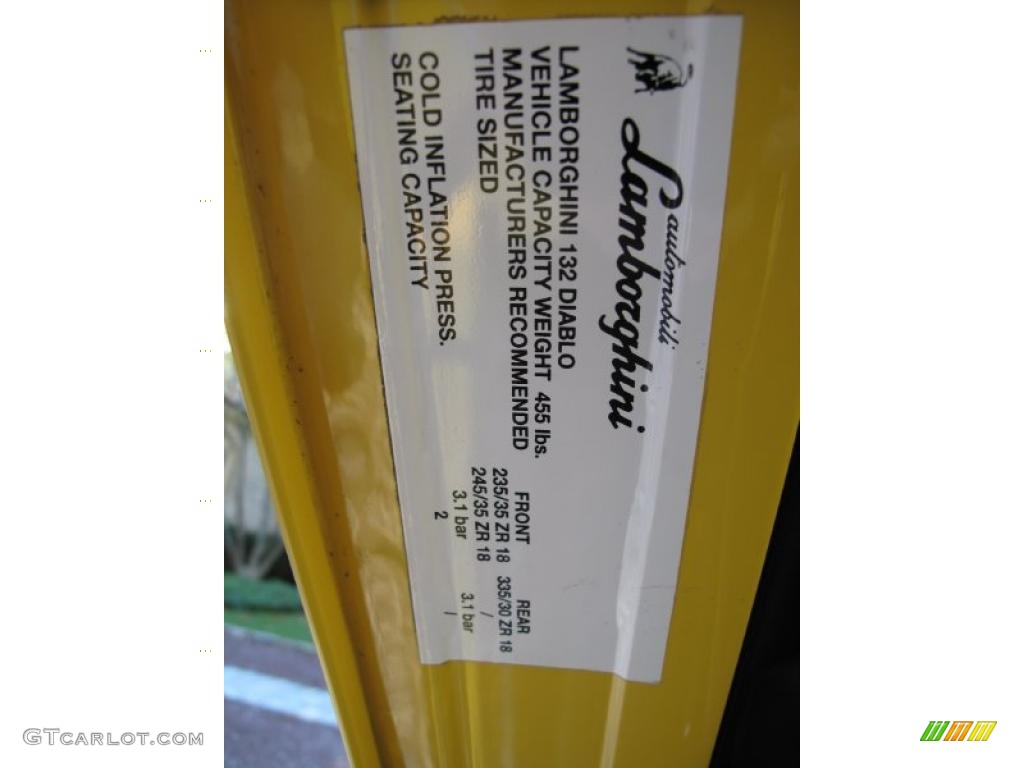 automobili
Lamborghini
LAMBORGHINI 132 DIABLO
VEHICLE CAPACITY WEIGHT 455 lbs.
MANUFACTURERS RECOMMENDED FRONT REAR
TIRE SIZED 235/35 ZR 18 335/30 ZR 18
245/35 ZR 18 /
COLD INFLATION PRESS. 3.1 bar 3.1 bar
SEATING CAPACITY 2 /
GTCARLOT.COM